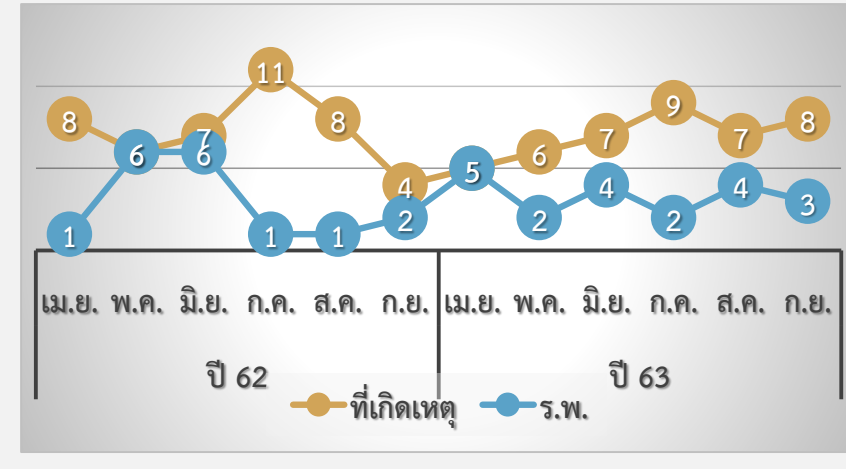 11
8 8 9 8
7 7 7
6 6 6
5
4 4 4
3
2 2 2
1 1 1
เม.ย. พ.ค. มิ.ย. ก.ค. ส.ค. ก.ย. เม.ย. พ.ค. มิ.ย. ก.ค. ส.ค. ก.ย.
ปี 62 ปี 63
ที่เกิดเหตุ ร.พ.